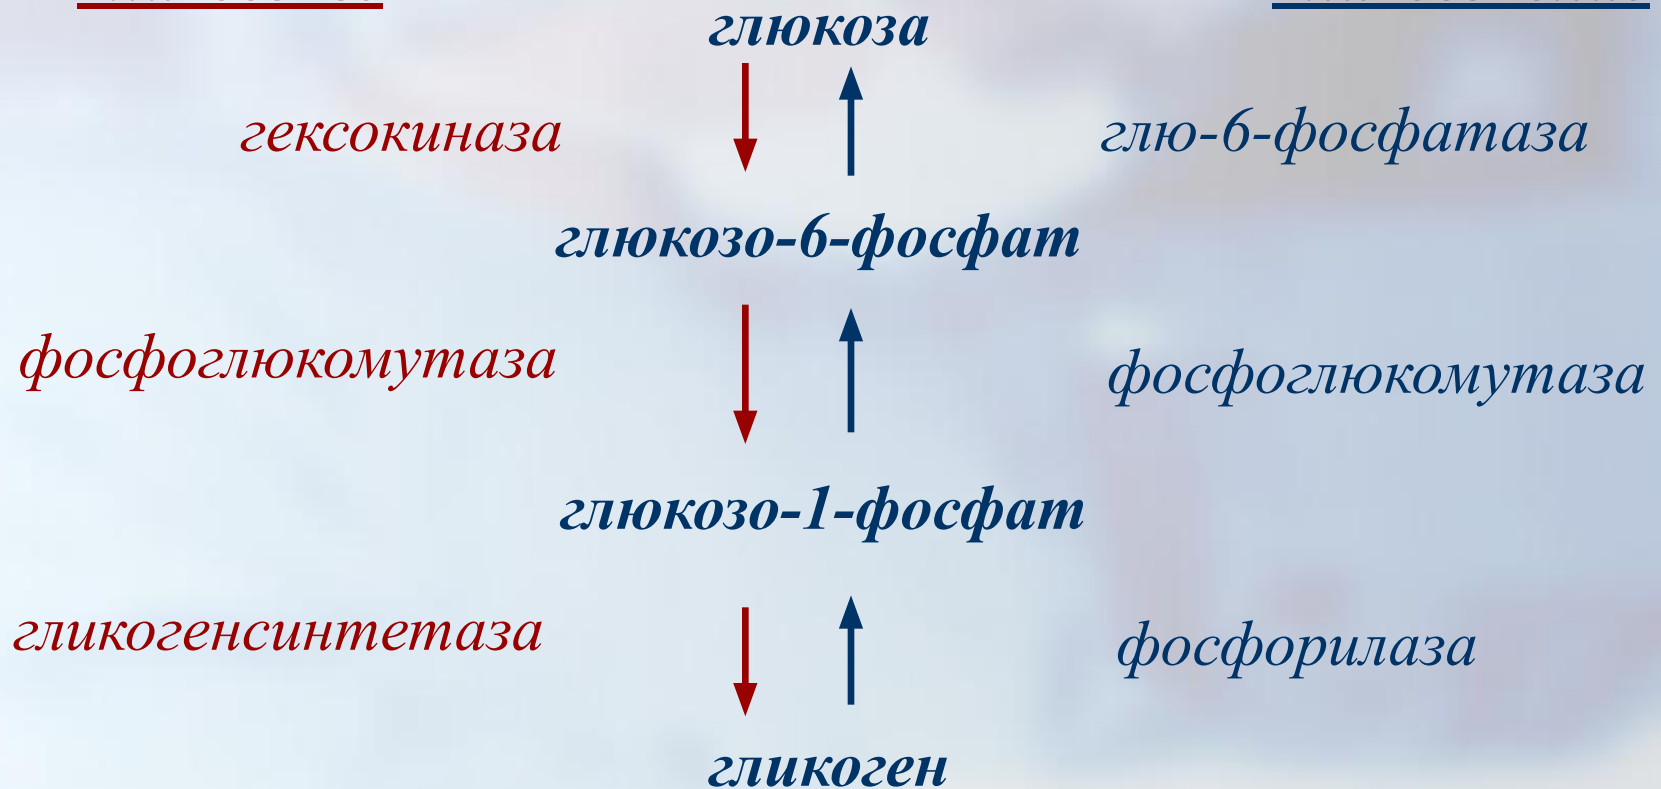 глюкоза
гексокиназа
глю-6-фосфатаза
глюкозо-6-фосфат
фосфоглюкомутаза
фосфоглюкомутаза
глюкозо-1-фосфат
гликогенсинтетаза
фосфорилаза
гликоген